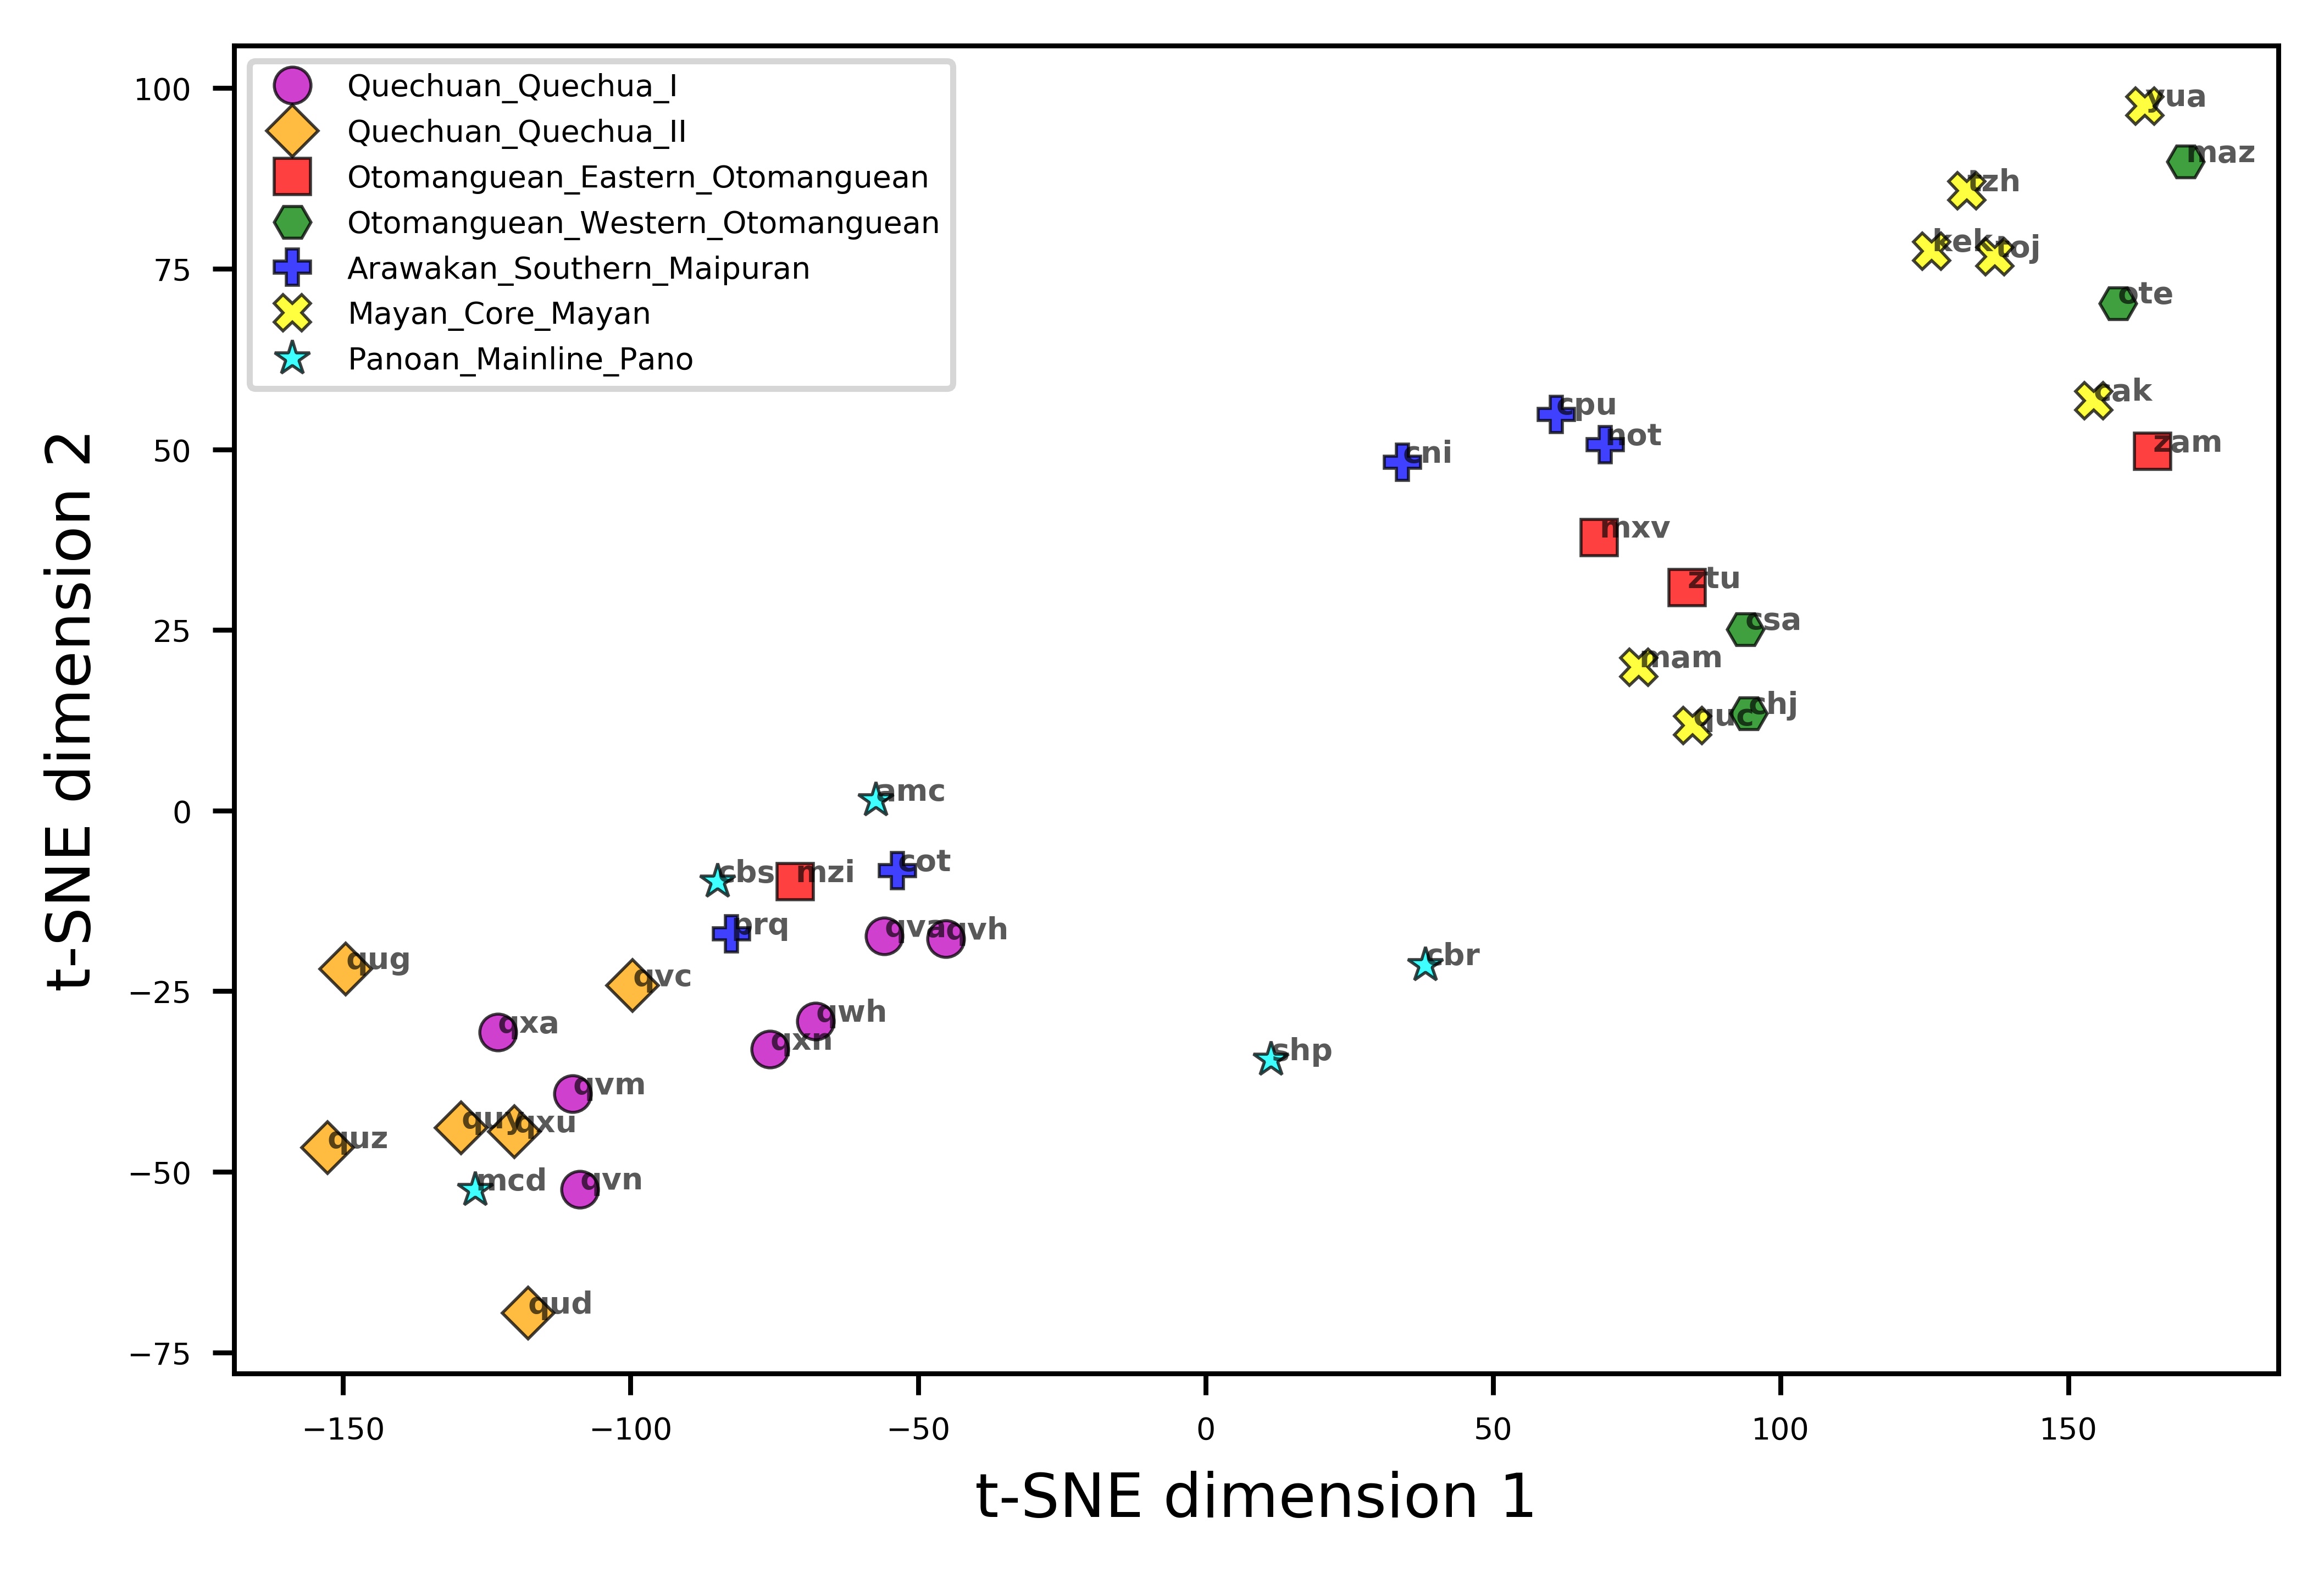 Quechuan_Quechua_I
Quechuan_Quechua_II
Otomanguean_Eastern_Otomanguean
Otomanguean_Western_Otomanguean
Arawakan_Southern_Maipuran
Mayan_Core_Mayan
Panoan_Mainline_Pano
t-SNE dimension 2
100
75
50
25
0
−25
−50
−75
yua
maz
tzh
kek
toj
ote
cak
zam
cpu
not
cni
mxv
ztu
csa
mam
chj
quc
amc
cot
cbs
mzi
prq
qva
qvh
cbr
qug
qvc
qwh
qxa
qxn
shp
qvm
quy
qxu
quz
mcd
qvn
qud
−150
−100
−50
0
50
100
150
t-SNE dimension 1